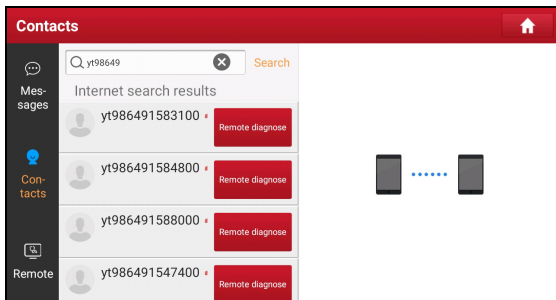 Contacts
yt98649
Search
Mes-
sages
Internet search results
yt986491583100
Remote diagnose
yt986491584800
Remote diagnose
Con-
tacts
yt986491588000
Remote diagnose
Remote
yt986491547400
Remote diagnose